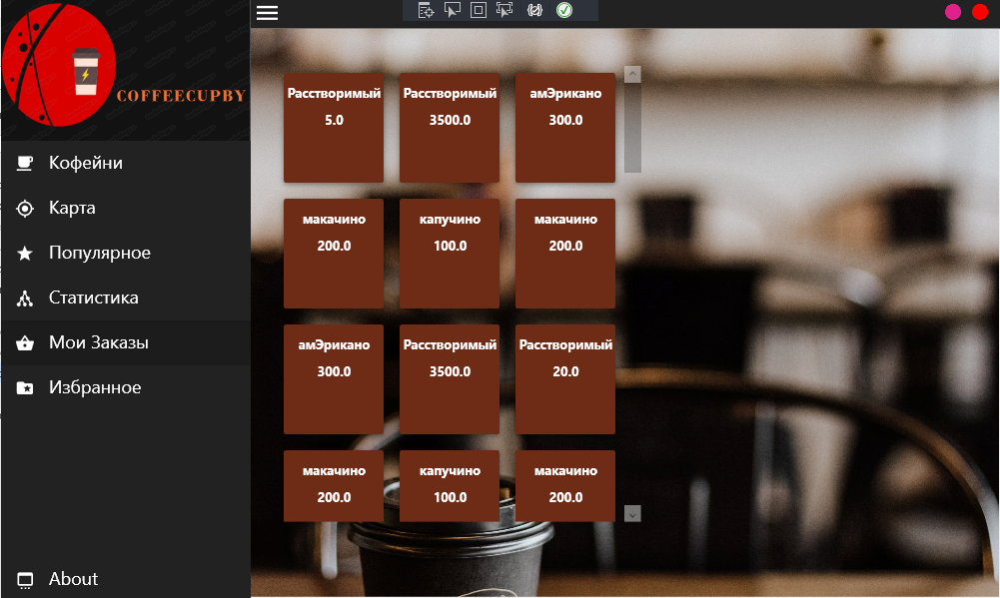 COFFEECUPBY
Кофейни
Карта
Популярное
Статистика
Мои Заказы
Избранное
About
Расстворимый Расстворимый амЭрикано
5.0 3500.0 300.0
макачино капучино макачино
200.0 100.0 200.0
амЭрикано Расстворимый Расстворимый
300.0 3500.0 20.0
макачино капучино макачино
200.0 100.0 200.0